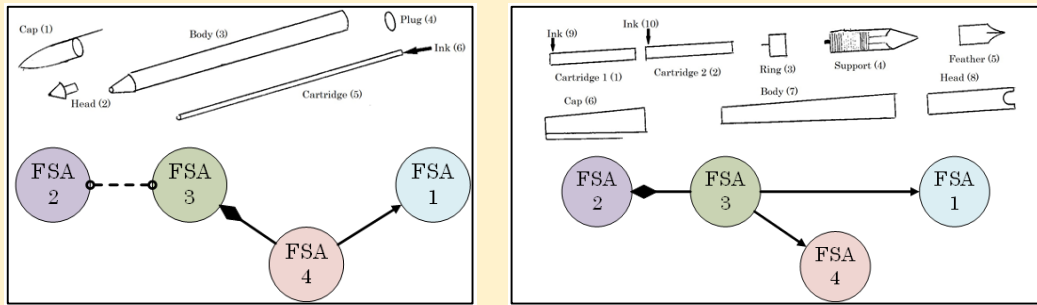 Cap (1)
Body (3)
Plug (4)
Ink (6)
Head (2)
Cartridge (5)
FSA
2
FSA
3
FSA
1
FSA
4
Ink (9)
Ink (10)
Cartridge 1 (1)
Cartridge 2 (2)
Ring (3)
Support (4)
Feather (5)
Cap (6)
Body (7)
Head (8)
FSA
2
FSA
3
FSA
1
FSA
4